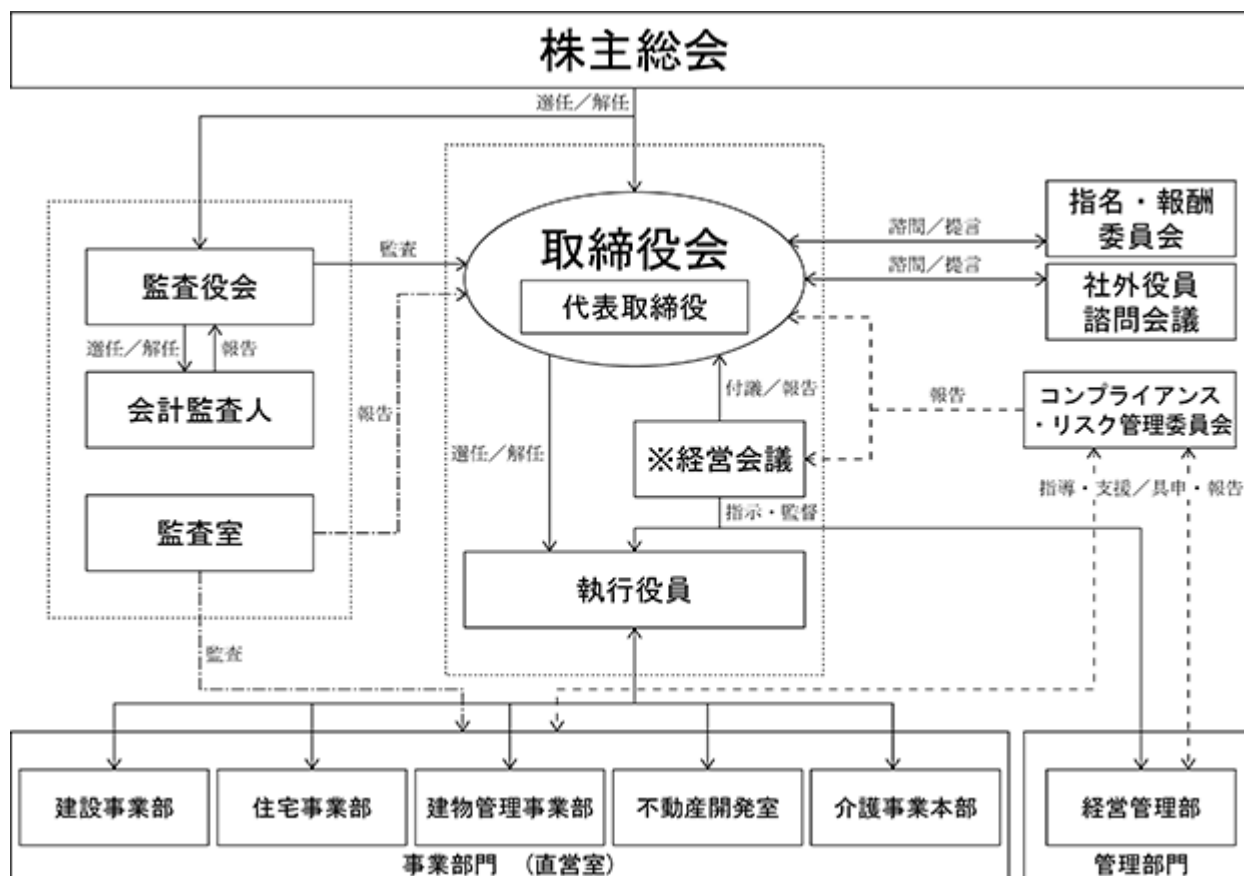 株主総会
選任／解任
指名・報酬
委員会
諮問／提言
取締役会
監査
監査役会
諮問／提言
社外役員
諮問会議
代表取締役
選任／解任
報告
付議／報告
報告
コンプライアンス
・リスク管理委員会
会計監査人
報告
選任／解任
※経営会議
指導・支援／具申・報告
指示・監督
監査室
執行役員
監査
建設事業部
住宅事業部
建物管理事業部
不動産開発室
介護事業本部
経営管理部
事業部門　（直営室）
管理部門